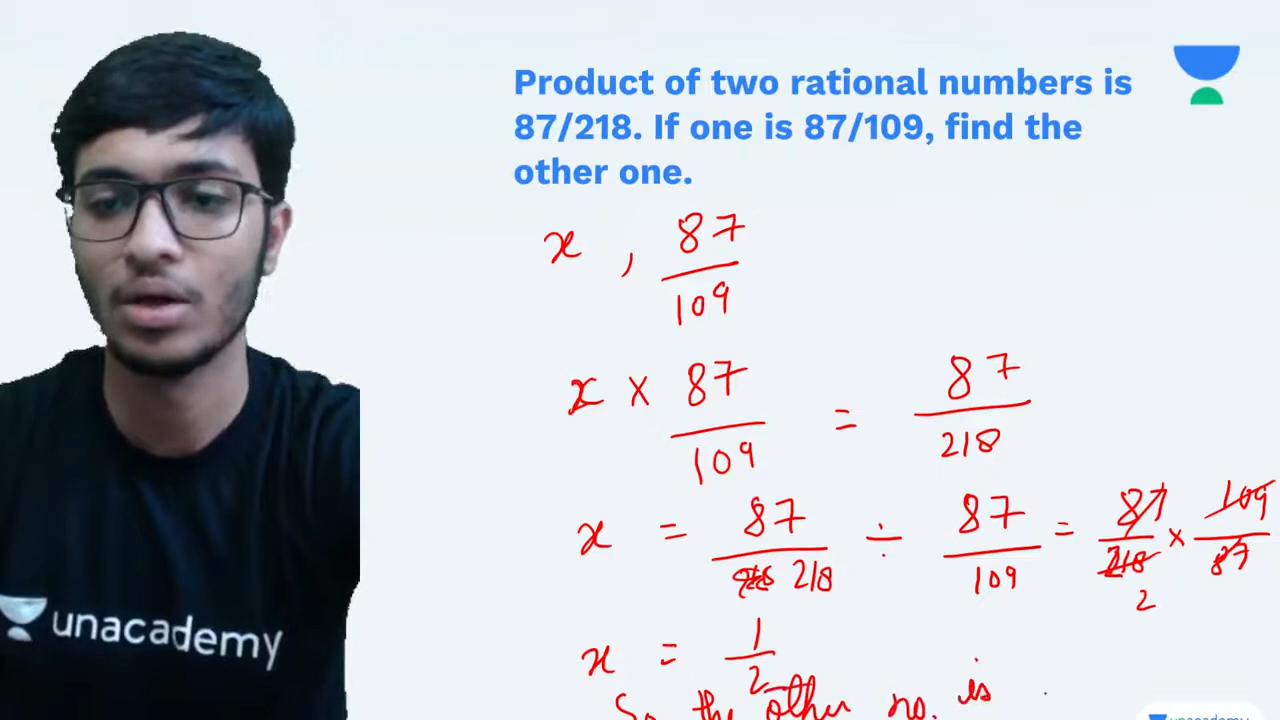 Product of two rational numbers is
87/218. If one is 87/109, find the
other one.
x , 87/109
x × 87/109 = 87/218
x = 87/218 ÷ 87/109 = 87/218 × 109/87
2
x = 1/2
So the other no. is
unacademy
unacademy